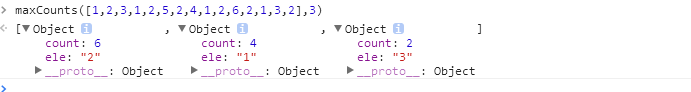 > maxCounts([1,2,3,1,2,5,2,4,1,2,6,2,1,3,2],3)
[▼Object i , ▼Object i , ▼Object i ]
count: 6 count: 4 count: 2
ele: "2" ele: "1" ele: "3"
▶__proto__: Object ▶__proto__: Object ▶__proto__: Object
>